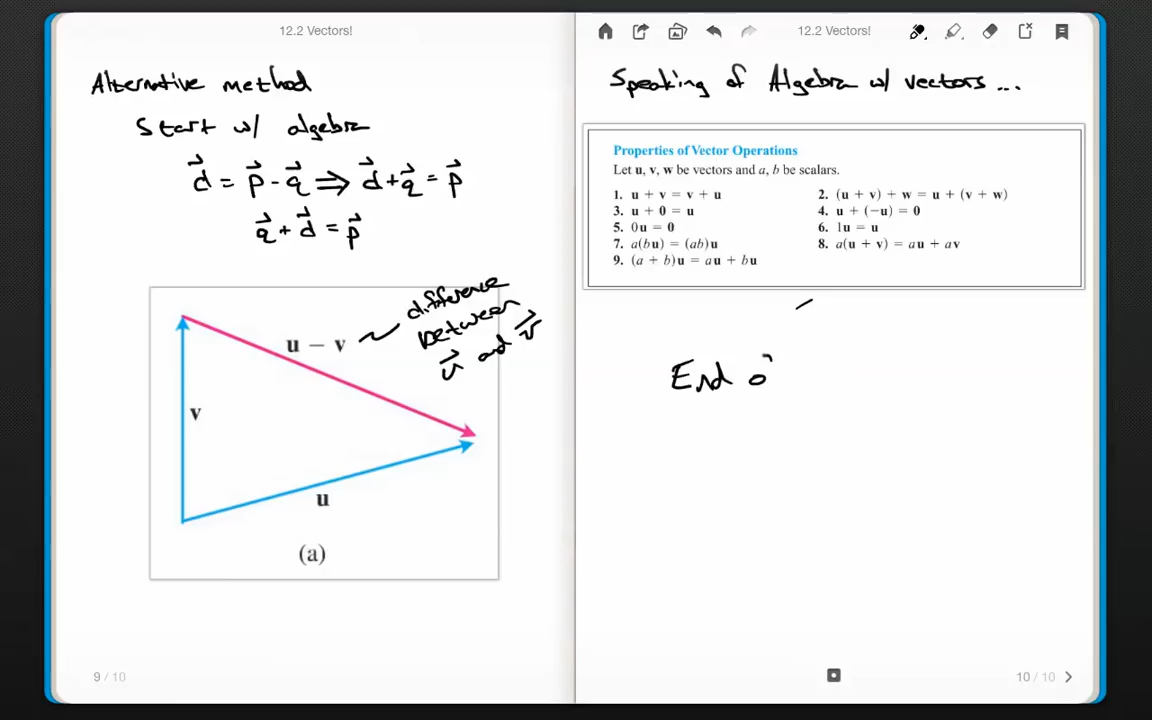 12.2 Vectors!
Alternative method
Start w/ algebra
d⃗ = p⃗ - q⃗ ⟹ d⃗ + q⃗ = p⃗
q⃗ + d⃗ = p⃗
difference
between
u⃗ and v⃗
u − v
v
u
(a)
9 / 10
12.2 Vectors!
Speaking of Algebra w/ vectors ...
Properties of Vector Operations
Let u, v, w be vectors and a, b be scalars.
1. u + v = v + u 2. (u + v) + w = u + (v + w)
3. u + 0 = u 4. u + (−u) = 0
5. 0u = 0 6. 1u = u
7. a(bu) = (ab)u 8. a(u + v) = au + av
9. (a + b)u = au + bu
End o
10 / 10